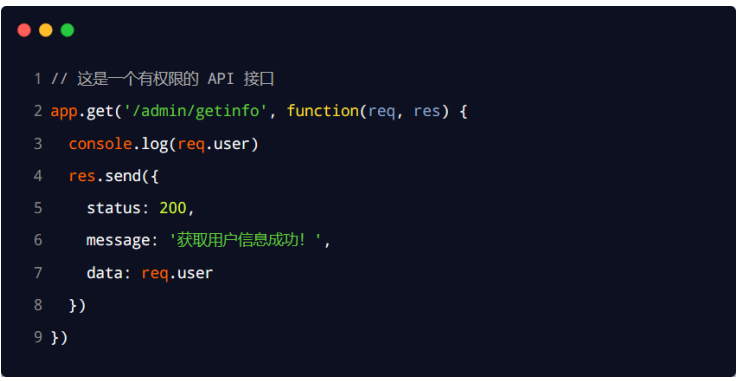 1 // 这是一个有权限的 API 接口
2 app.get('/admin/getinfo', function(req, res) {
3   console.log(req.user)
4   res.send({
5     status: 200,
6     message: '获取用户信息成功！',
7     data: req.user
8   })
9 })